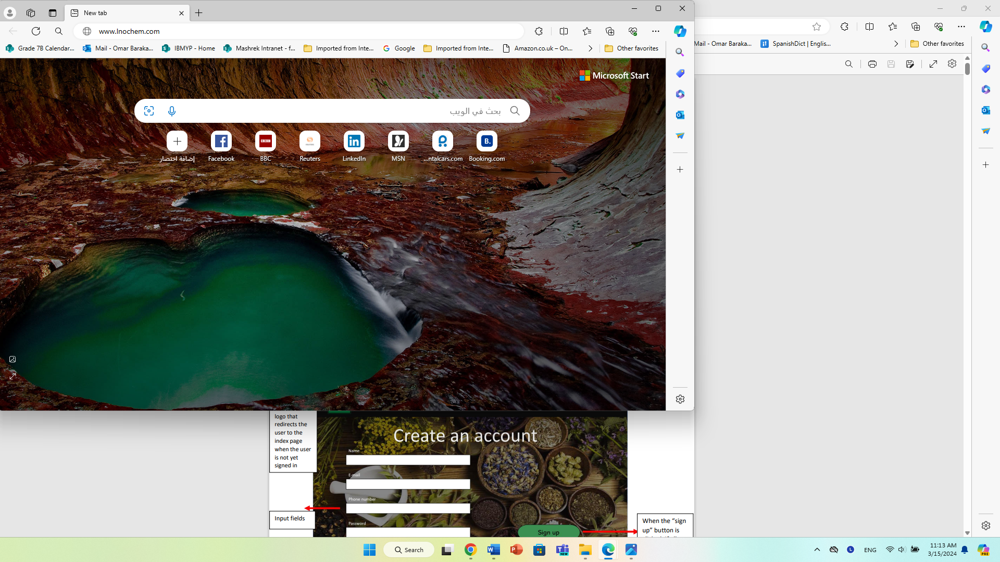 New tab
www.Inochem.com
Grade 7B Calendar...
Mail - Omar Baraka...
IBMYP - Home
Mashrek Intranet - f...
Imported from Inte...
Google
Imported from Inte...
Amazon.co.uk – On...
Other favorites
Mail - Omar Baraka...
SpanishDict | Englis...
Other favorites
Microsoft Start
بحث في الويب
إضافة اختصار
Facebook
BBC
Reuters
LinkedIn
MSN
...ntalcars.com
Booking.com
logo that
redirects the
user to the
index page
when the user
is not yet
signed in
Create an account
Name
E-mail
Phone number
Password
Input fields
Sign up
When the “sign
up” button is
Search
ENG
11:13 AM
3/15/2024